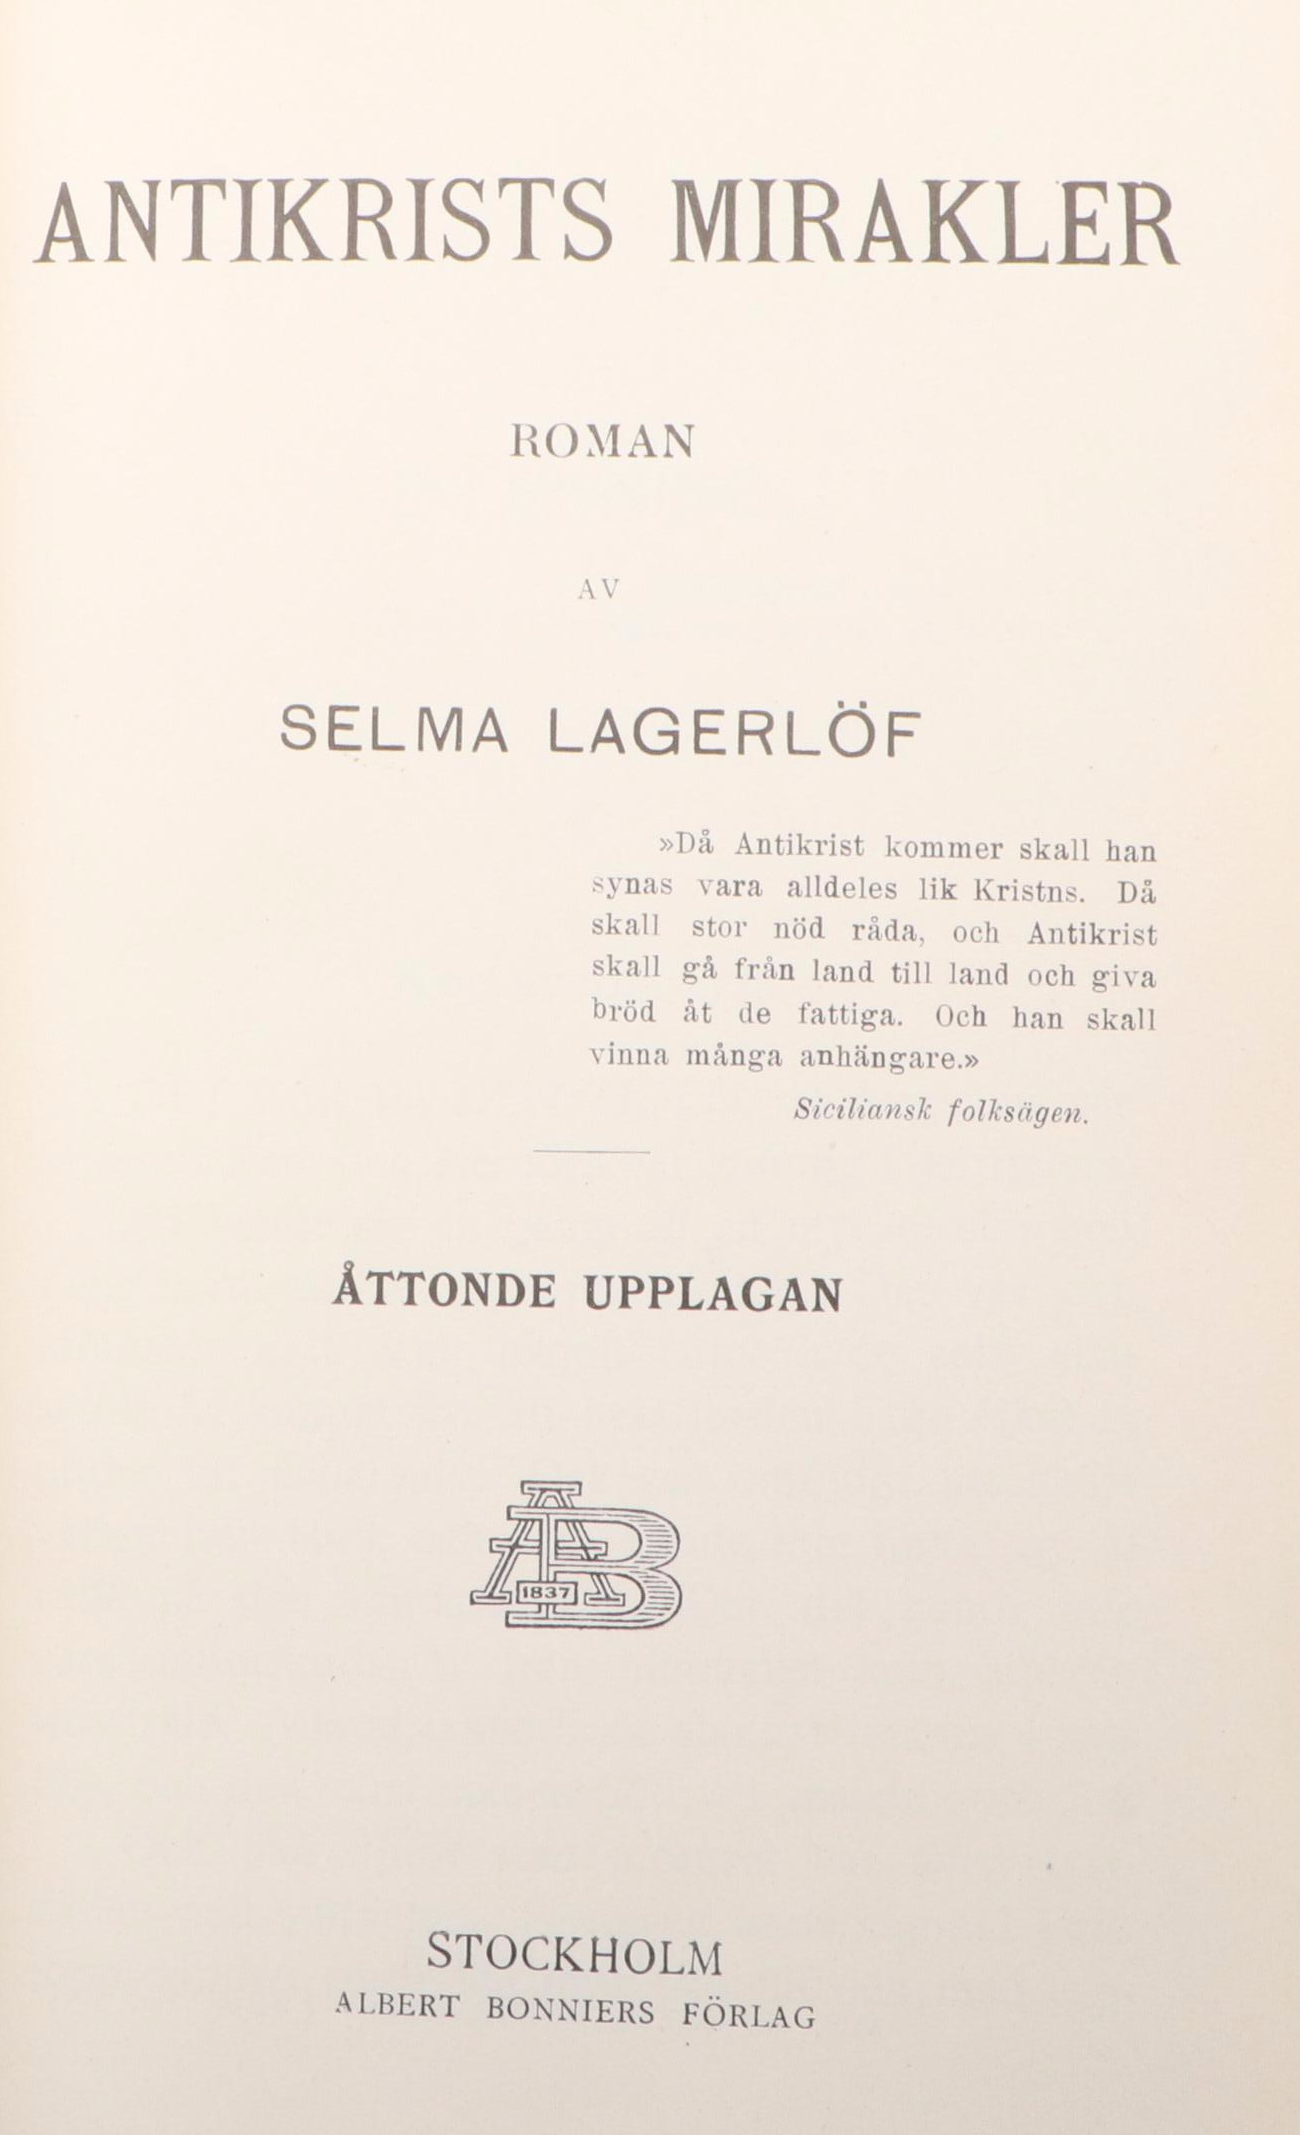 ANTIKRISTS MIRAKLER
ROMAN
AV
SELMA LAGERLÖF
»Då Antikrist kommer skall han
synas vara alldeles lik Kristns. Då
skall stor nöd råda, och Antikrist
skall gå från land till land och giva
bröd åt de fattiga. Och han skall
vinna många anhängare.»
Siciliansk folksägen.
ÅTTONDE UPPLAGAN
AB
1837
STOCKHOLM
ALBERT BONNIERS FÖRLAG